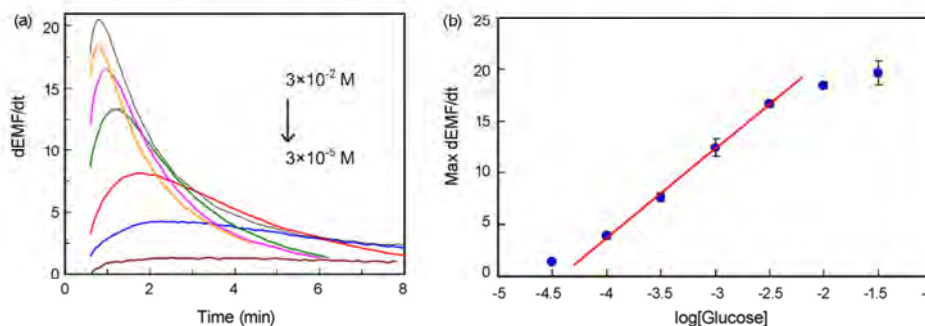 (a)
dEMF/dt
20
15
10
5
0
3×10⁻² M
3×10⁻⁵ M
0 2 4 6 8
Time (min)
(b)
Max dEMF/dt
25
20
15
10
5
0
-5 -4.5 -4 -3.5 -3 -2.5 -2 -1.5 -1
log[Glucose]